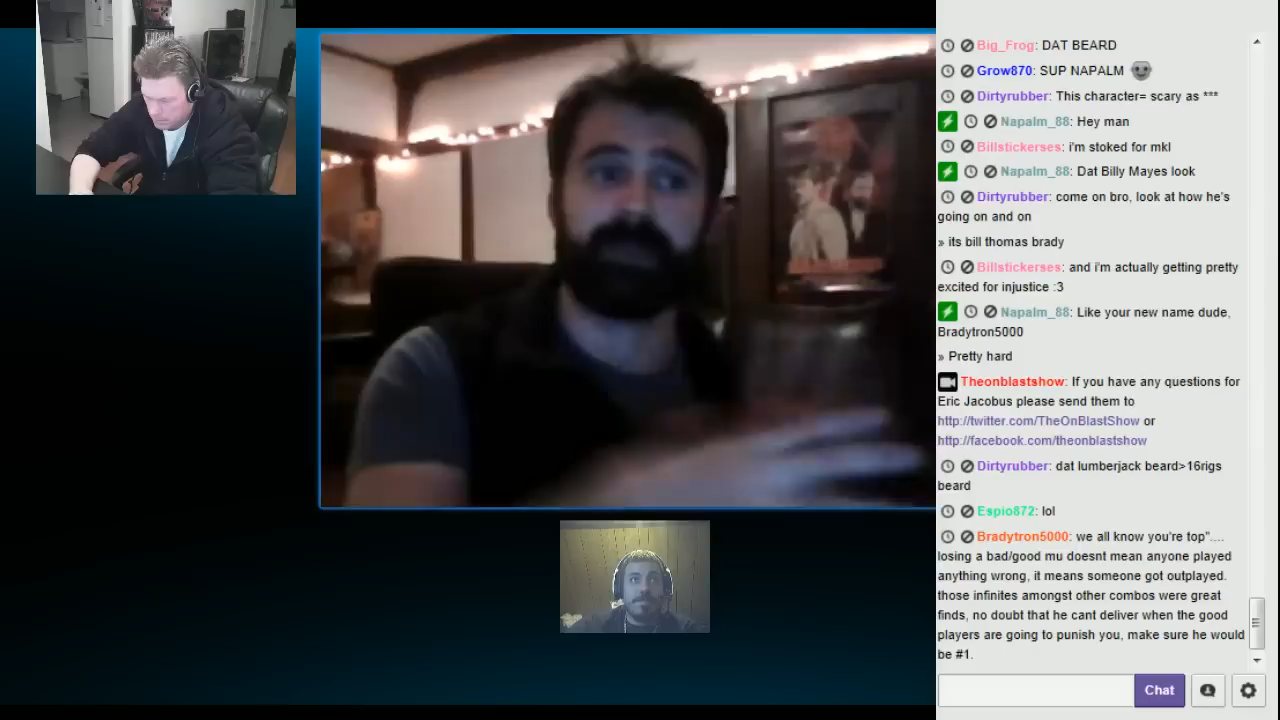 Big_Frog: DAT BEARD
Grow870: SUP NAPALM
Dirtyrubber: This character= scary as ***
Napalm_88: Hey man
Billstickerses: i'm stoked for mkl
Napalm_88: Dat Billy Mayes look
Dirtyrubber: come on bro, look at how he's
going on and on
» its bill thomas brady
Billstickerses: and i'm actually getting pretty
excited for injustice :3
Napalm_88: Like your new name dude,
Bradytron5000
» Pretty hard
Theonblastshow: If you have any questions for
Eric Jacobus please send them to
http://twitter.com/TheOnBlastShow or
http://facebook.com/theonblastshow
Dirtyrubber: dat lumberjack beard>16rigs
beard
Espio872: lol
Bradytron5000: we all know you're top"....
losing a bad/good mu doesnt mean anyone played
anything wrong, it means someone got outplayed.
those infinites amongst other combos were great
finds, no doubt that he cant deliver when the good
players are going to punish you, make sure he would
be #1.
Chat